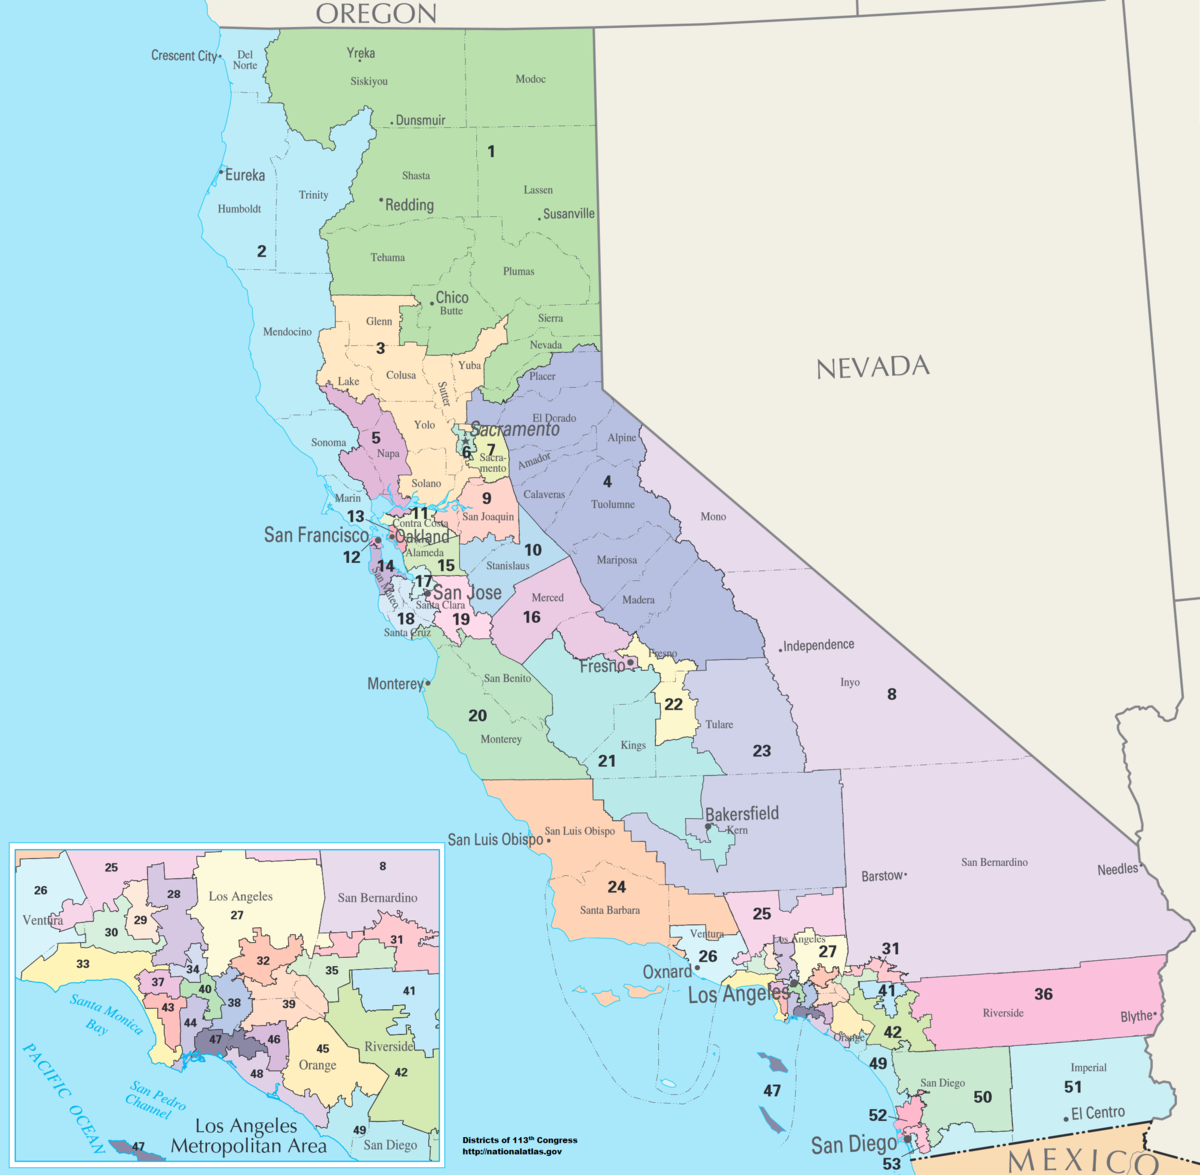 OREGON
Crescent City
Del
Norte
Yreka
Siskiyou
Modoc
Dunsmuir
1
Eureka
Trinity
Shasta
Lassen
Humboldt
Redding
Susanville
2
Tehama
Plumas
Chico
Butte
Mendocino
Glenn
Sierra
3
Nevada
Colusa
Yuba
Placer
NEVADA
Lake
Sutter
El Dorado
Yolo
Sacramento
Alpine
Sonoma
5
Napa
6
7
Sacra-
mento
Amador
4
Solano
Calaveras
Tuolumne
Marin
9
13
11
San Joaquin
Mono
Contra Costa
San Francisco
Oakland
12
Alameda
10
14
15
Stanislaus
Mariposa
San Mateo
17
San Jose
Merced
Madera
Santa Clara
18
19
16
Santa Cruz
Independence
Fresno
Fresno
Monterey
San Benito
Inyo
8
22
20
Tulare
Monterey
Kings
23
21
Bakersfield
Kern
San Luis Obispo
San Luis Obispo
San Bernardino
Barstow
Needles
24
Santa Barbara
25
Ventura
Los Angeles
26
27
31
Oxnard
Los Angeles
41
36
Riverside
Blythe
42
Orange
49
47
San Diego
50
Imperial
51
52
El Centro
San Diego
53
MEXICO
25
8
26
28
Los Angeles
San Bernardino
27
Ventura
29
30
31
33
32
34
35
37
40
41
38
39
43
Santa Monica
Bay
44
47
46
45
Riverside
48
Orange
42
PACIFIC OCEAN
San Pedro
Channel
Los Angeles
Metropolitan Area
49
San Diego
47
Districts of 113th Congress
http://nationalatlas.gov